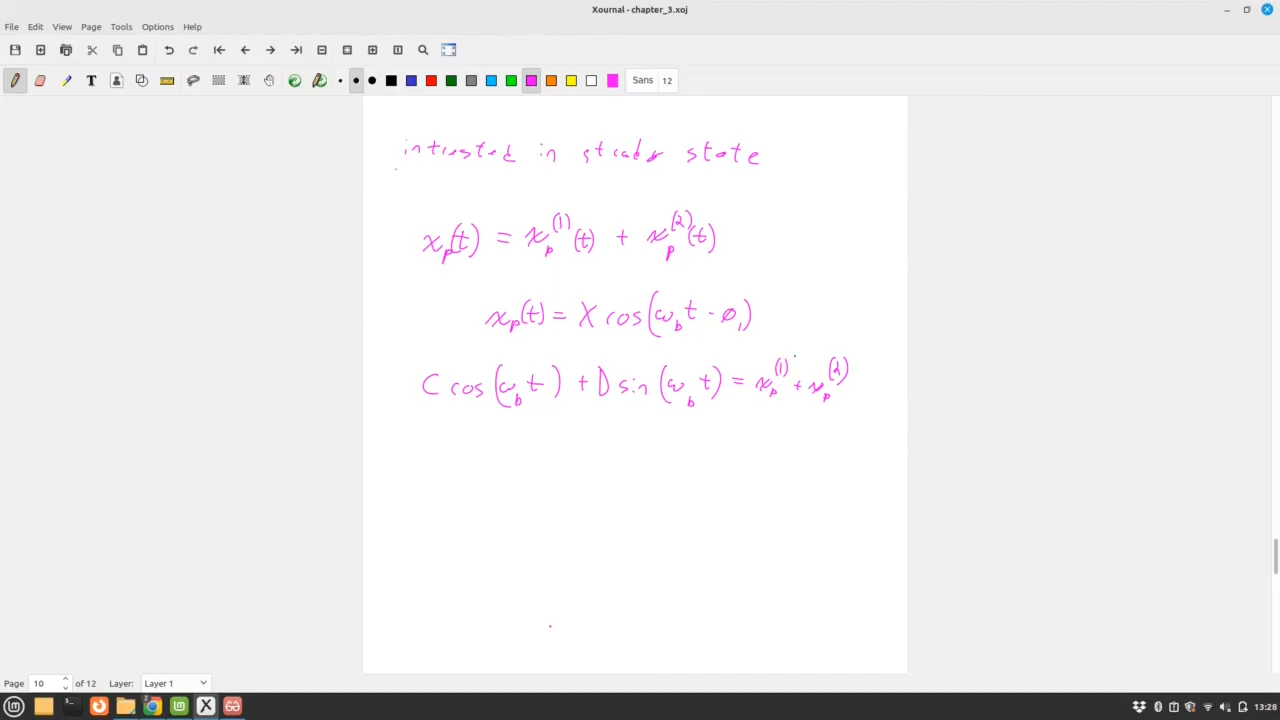 Xournal - chapter_3.xoj
File Edit View Page Tools Options Help
Sans 12
intrested in steady state
x_p(t) = x_p^(1)(t) + x_p^(2)(t)
x_p(t) = X cos(ω_b t - ø_1)
C cos(ω_b t) + D sin(ω_b t) = x_p^(1) + x_p^(2)
Page 10 of 12 Layer: Layer 1
13:28